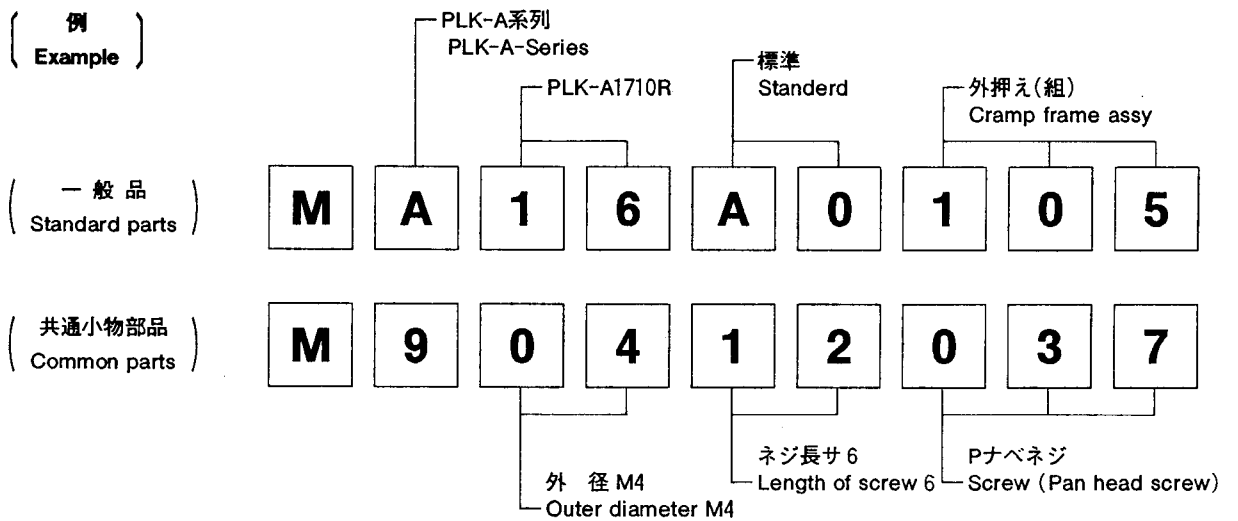 例
Example
PLK-A系列
PLK-A-Series
PLK-A1710R
標準
Standerd
外押え(組)
Cramp frame assy
一般品
Standard parts
M A 1 6 A 0 1 0 5
共通小物部品
Common parts
M 9 0 4 1 2 0 3 7
外 径 M4
Outer diameter M4
ネジ長サ 6
Length of screw 6
Pナベネジ
Screw (Pan head screw)